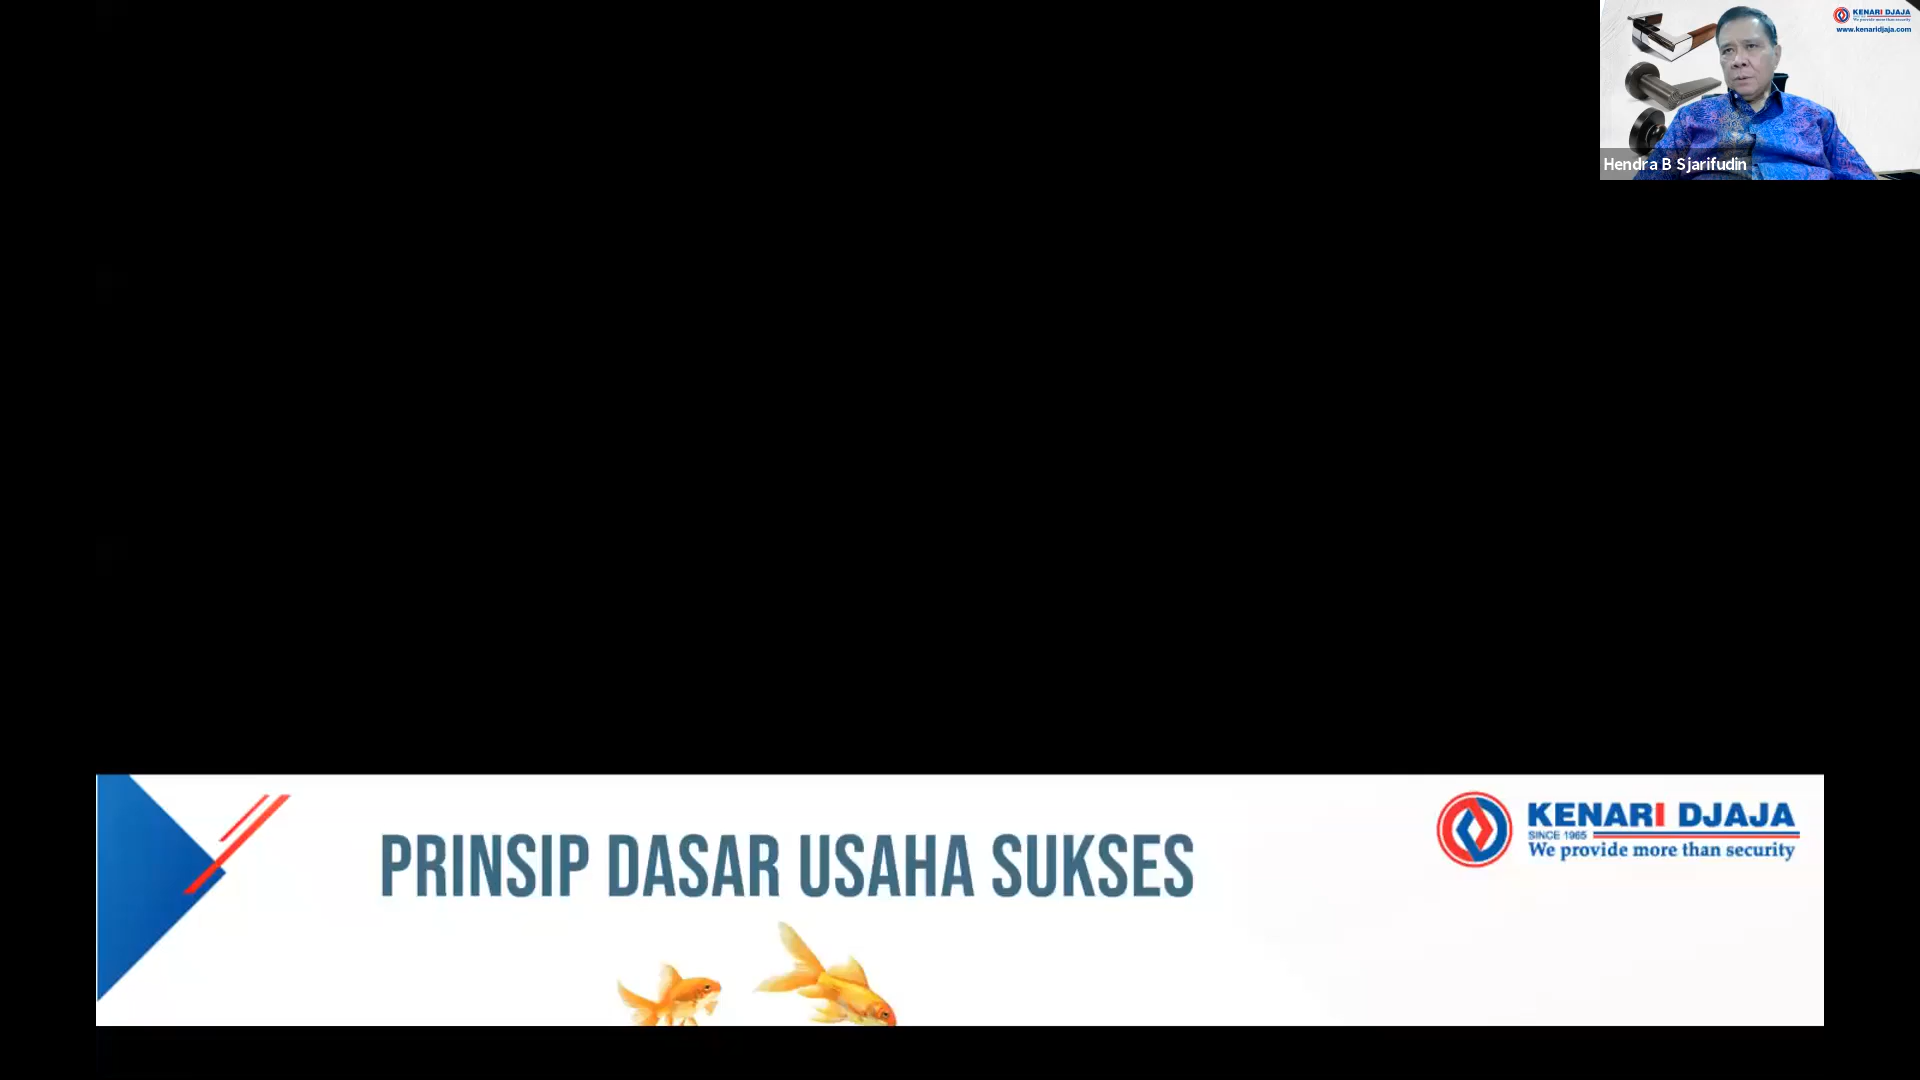 KENARI DJAJA
We provide more than security
www.kenaridjaja.com
Hendra B Sjarifudin
PRINSIP DASAR USAHA SUKSES
KENARI DJAJA
SINCE 1965
We provide more than security